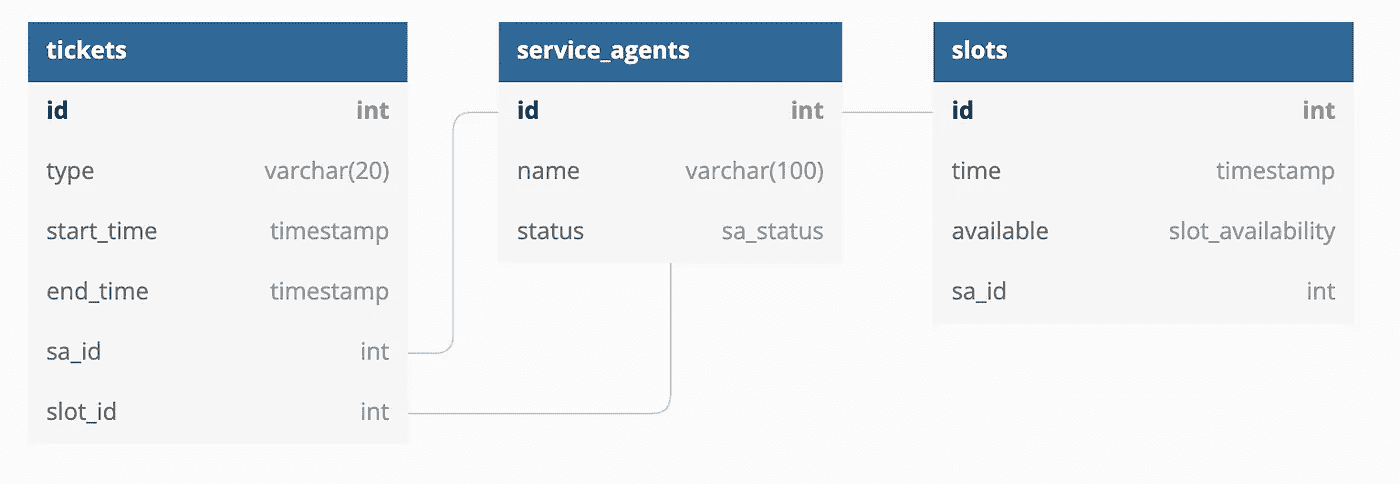 tickets
id int
type varchar(20)
start_time timestamp
end_time timestamp
sa_id int
slot_id int
service_agents
id int
name varchar(100)
status sa_status
slots
id int
time timestamp
available slot_availability
sa_id int